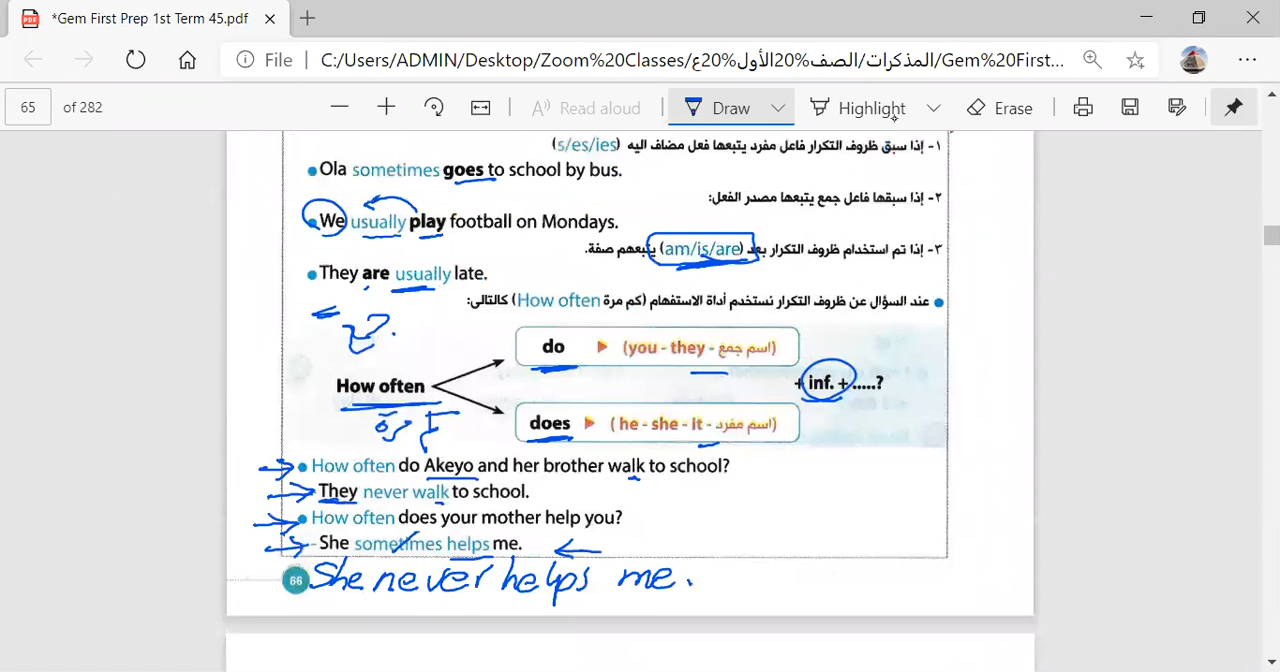 *Gem First Prep 1st Term 45.pdf
File C:/Users/ADMIN/Desktop/Zoom%20Classes/المذكرات/الصف%20الأول%20ع/Gem%20First...
65 of 282 Read aloud Draw Highlight Erase
١- إذا سبق ظروف التكرار فاعل مفرد يتبعها فعل مضاف اليه (s/es/ies)
Ola sometimes goes to school by bus.
٢- إذا سبقها فاعل جمع يتبعها مصدر الفعل:
We usually play football on Mondays.
٣- إذا تم استخدام ظروف التكرار بعد (am/is/are) يتبعهم صفة.
They are usually late.
عند السؤال عن ظروف التكرار نستخدم أداة الاستفهام (كم مرة How often) كالتالى:
do (you - they - اسم جمع)
How often + inf. + .....?
does ( he - she - it - اسم مفرد)
كم مرة
How often do Akeyo and her brother walk to school?
They never walk to school.
How often does your mother help you?
- She sometimes helps me.
66 She never helps me.